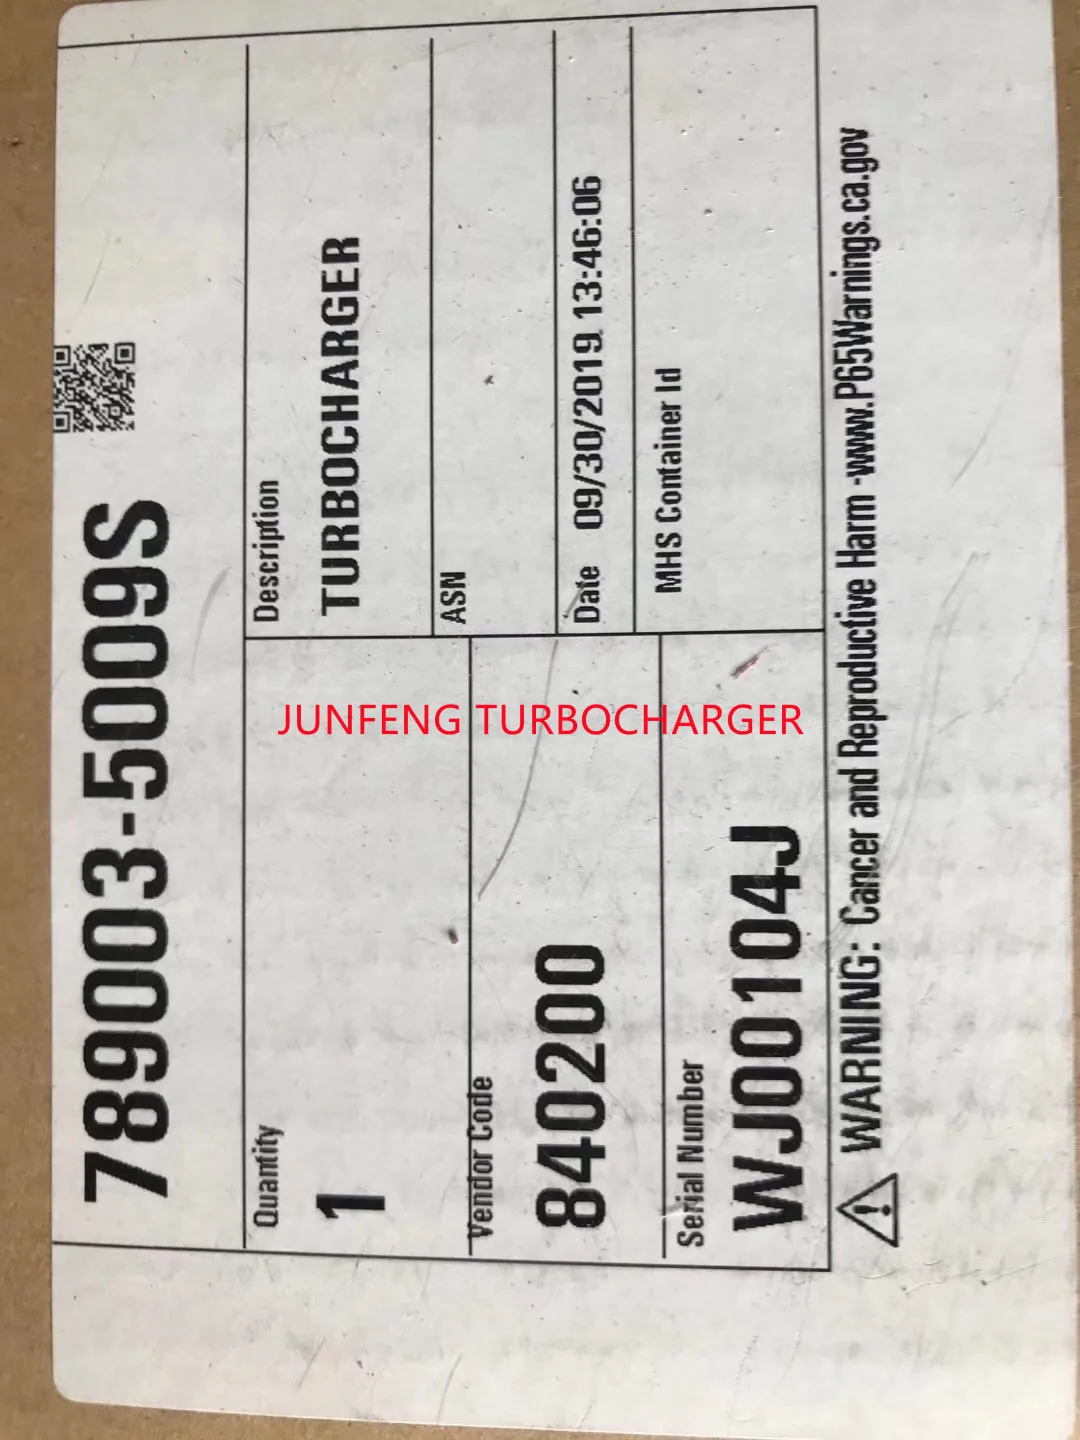 789003-5009S
Quantity
1
Description
TURBOCHARGER
ASN
Vendor Code
840200
Date 09/30/2019 13:46:06
Serial Number
WJ00104J
MHS Container Id
WARNING: Cancer and Reproductive Harm -www.P65Warnings.ca.gov
JUNFENG TURBOCHARGER